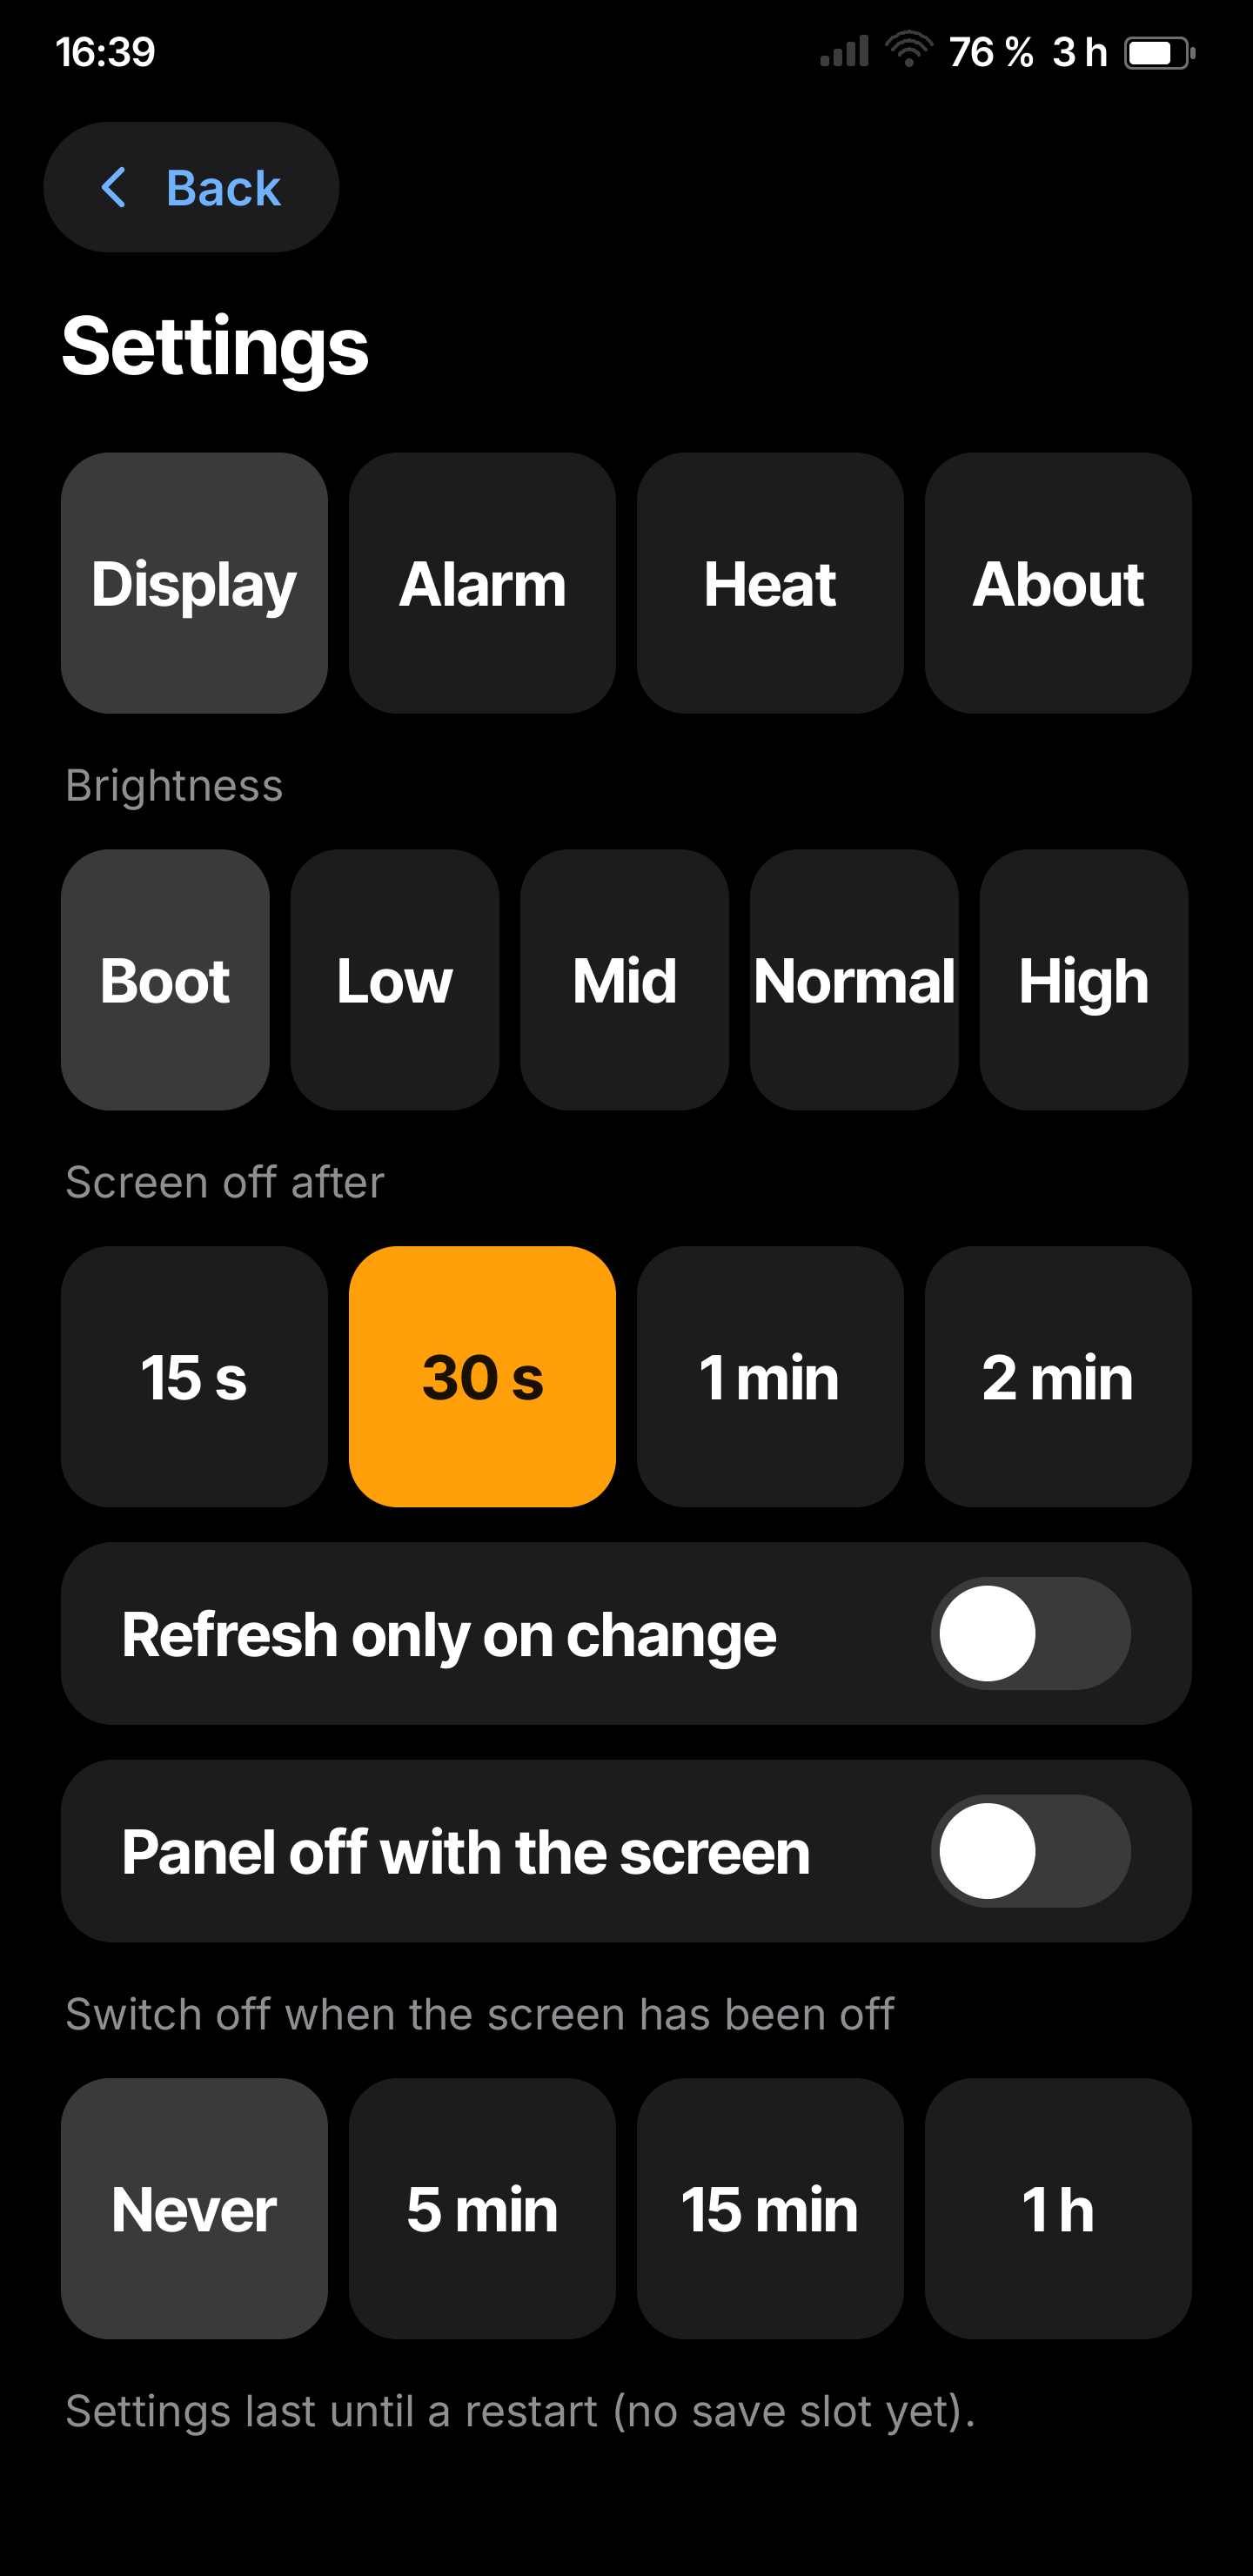 16:39 76 % 3 h
Back
Settings
Display Alarm Heat About
Brightness
Boot Low Mid Normal High
Screen off after
15 s 30 s 1 min 2 min
Refresh only on change
Panel off with the screen
Switch off when the screen has been off
Never 5 min 15 min 1 h
Settings last until a restart (no save slot yet).